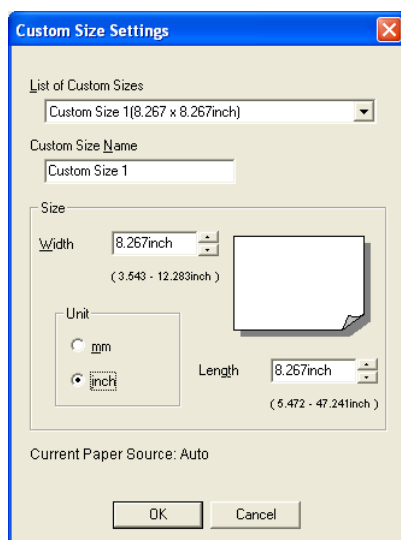 Custom Size Settings
List of Custom Sizes
Custom Size 1(8.267 x 8.267inch)
Custom Size Name
Custom Size 1
Size
Width 8.267inch
( 3.543 - 12.283inch )
Unit
mm
inch
Length 8.267inch
( 5.472 - 47.241inch )
Current Paper Source: Auto
OK Cancel